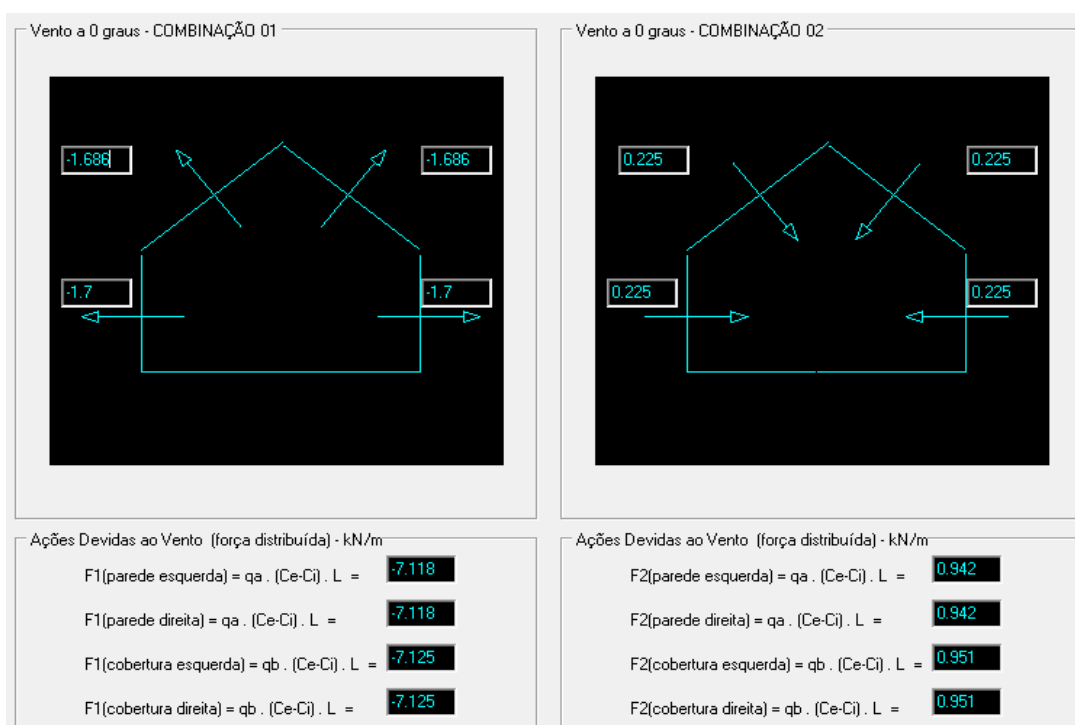 Vento a 0 graus - COMBINAÇÃO 01
-1.686
-1.686
-1.7
-1.7
Ações Devidas ao Vento (força distribuída) - kN/m
F1(parede esquerda) = qa . (Ce-Ci) . L = -7.118
F1(parede direita) = qa . (Ce-Ci) . L = -7.118
F1(cobertura esquerda) = qb . (Ce-Ci) . L = -7.125
F1(cobertura direita) = qb . (Ce-Ci) . L = -7.125
Vento a 0 graus - COMBINAÇÃO 02
0.225
0.225
0.225
0.225
Ações Devidas ao Vento (força distribuída) - kN/m
F2(parede esquerda) = qa . (Ce-Ci) . L = 0.942
F2(parede direita) = qa . (Ce-Ci) . L = 0.942
F2(cobertura esquerda) = qb . (Ce-Ci) . L = 0.951
F2(cobertura direita) = qb . (Ce-Ci) . L = 0.951